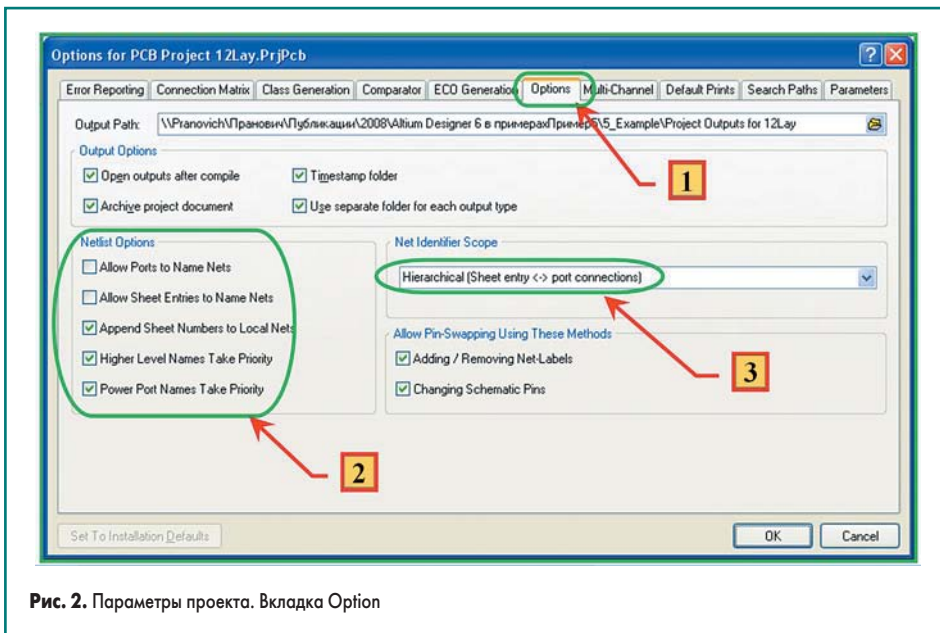 Options for PCB Project 12Lay.PrjPcb
Error Reporting Connection Matrix Class Generation Comparator ECO Generation Options Multi-Channel Default Prints Search Paths Parameters
Output Path: \\Pranovich\Пранович\Публикации\2008\Altium Designer 6 в примерахПример5\5_Example\Project Outputs for 12Lay
Output Options
Open outputs after compile
Timestamp folder
1
Archive project document
Use separate folder for each output type
Netlist Options
Allow Ports to Name Nets
Allow Sheet Entries to Name Nets
Append Sheet Numbers to Local Nets
Higher Level Names Take Priority
Power Port Names Take Priority
2
Net Identifier Scope
Hierarchical (Sheet entry <-> port connections)
3
Allow Pin-Swapping Using These Methods
Adding / Removing Net-Labels
Changing Schematic Pins
Set To Installation Defaults
OK
Cancel
Рис. 2. Параметры проекта. Вкладка Option